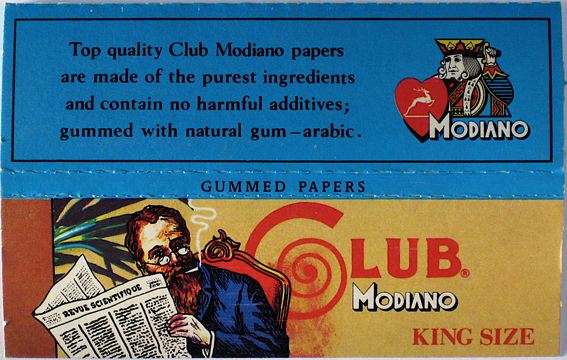 Top quality Club Modiano papers
are made of the purest ingredients
and contain no harmful additives;
gummed with natural gum-arabic.
MODIANO
GUMMED PAPERS
CLUB®
MODIANO
REVUE SCIENTIFIQUE
KING SIZE